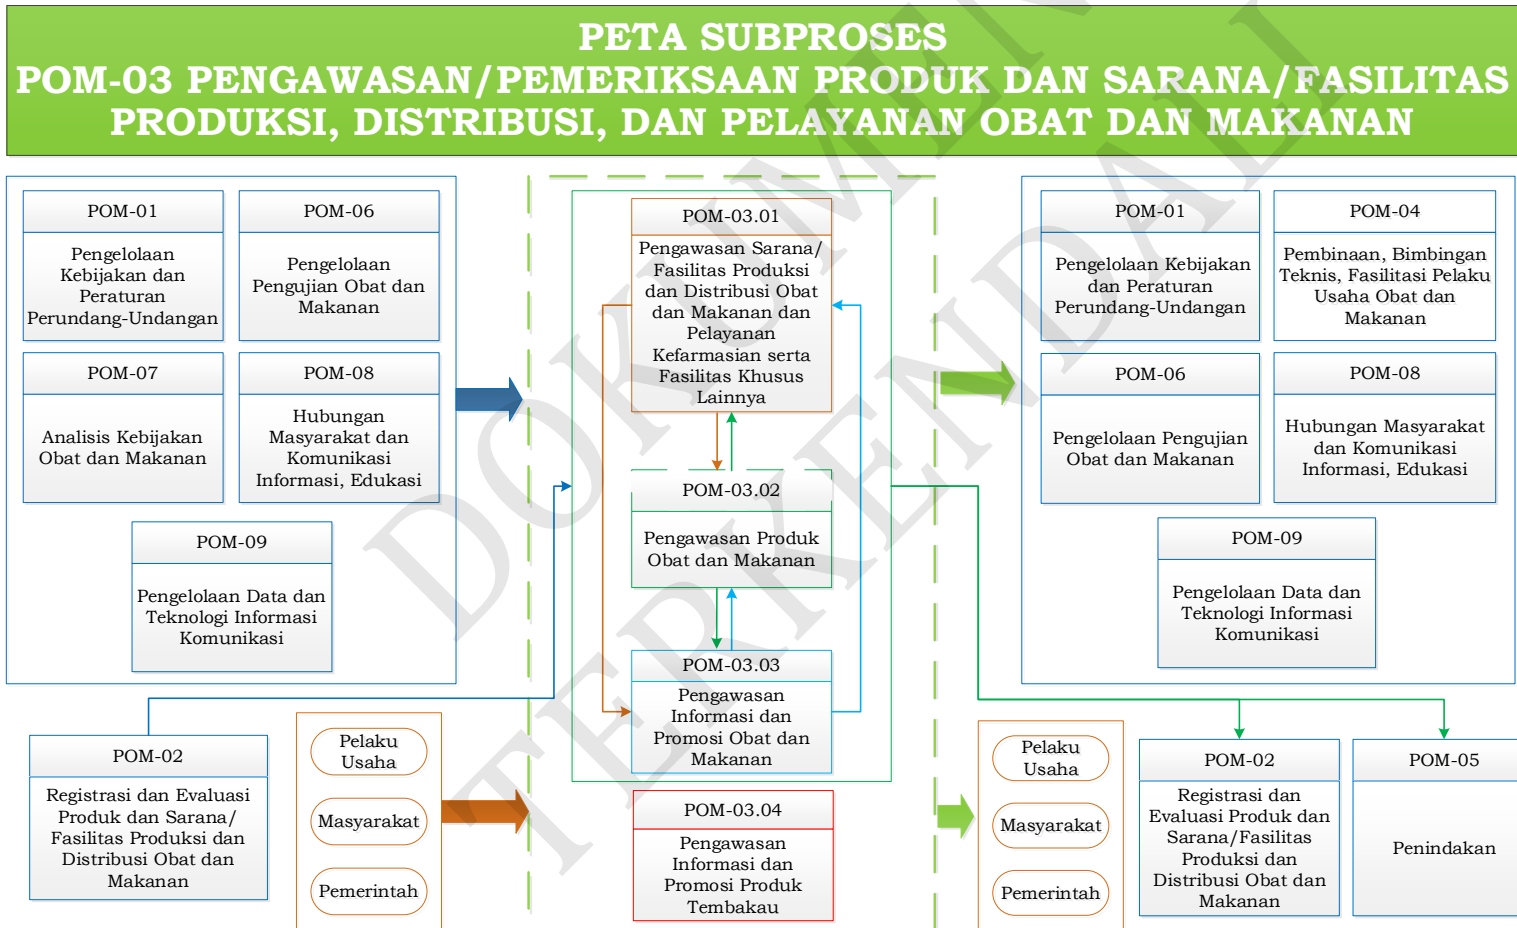 PETA SUBPROSES
POM-03 PENGAWASAN/PEMERIKSAAN PRODUK DAN SARANA/FASILITAS
PRODUKSI, DISTRIBUSI, DAN PELAYANAN OBAT DAN MAKANAN
POM-01
Pengelolaan
Kebijakan dan
Peraturan
Perundang-Undangan
POM-06
Pengelolaan
Pengujian Obat dan
Makanan
POM-07
Analisis Kebijakan
Obat dan Makanan
POM-08
Hubungan
Masyarakat dan
Komunikasi
Informasi, Edukasi
POM-09
Pengelolaan Data dan
Teknologi Informasi
Komunikasi
POM-02
Registrasi dan Evaluasi
Produk dan Sarana/
Fasilitas Produksi dan
Distribusi Obat dan
Makanan
Pelaku
Usaha
Masyarakat
Pemerintah
POM-03.01
Pengawasan Sarana/
Fasilitas Produksi
dan Distribusi Obat
dan Makanan dan
Pelayanan
Kefarmasian serta
Fasilitas Khusus
Lainnya
POM-03.02
Pengawasan Produk
Obat dan Makanan
POM-03.03
Pengawasan
Informasi dan
Promosi Obat dan
Makanan
POM-03.04
Pengawasan
Informasi dan
Promosi Produk
Tembakau
POM-01
Pengelolaan Kebijakan
dan Peraturan
Perundang-Undangan
POM-04
Pembinaan, Bimbingan
Teknis, Fasilitasi Pelaku
Usaha Obat dan
Makanan
POM-06
Pengelolaan Pengujian
Obat dan Makanan
POM-08
Hubungan Masyarakat
dan Komunikasi
Informasi, Edukasi
POM-09
Pengelolaan Data dan
Teknologi Informasi
Komunikasi
Pelaku
Usaha
Masyarakat
Pemerintah
POM-02
Registrasi dan
Evaluasi Produk dan
Sarana/Fasilitas
Produksi dan
Distribusi Obat dan
Makanan
POM-05
Penindakan
DOKUMEN
TERKENDALI